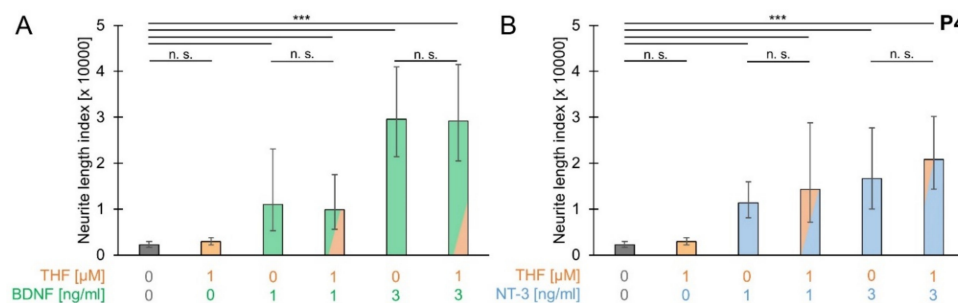 A
B
P4
Neurite length index [x 10000]
5
4
3
2
1
0
***
n. s.
n. s.
n. s.
THF [µM] 0 1 0 1 0 1
BDNF [ng/ml] 0 0 1 1 3 3
Neurite length index [x 10000]
5
4
3
2
1
0
***
n. s.
n. s.
n. s.
THF [µM] 0 1 0 1 0 1
NT-3 [ng/ml] 0 0 1 1 3 3